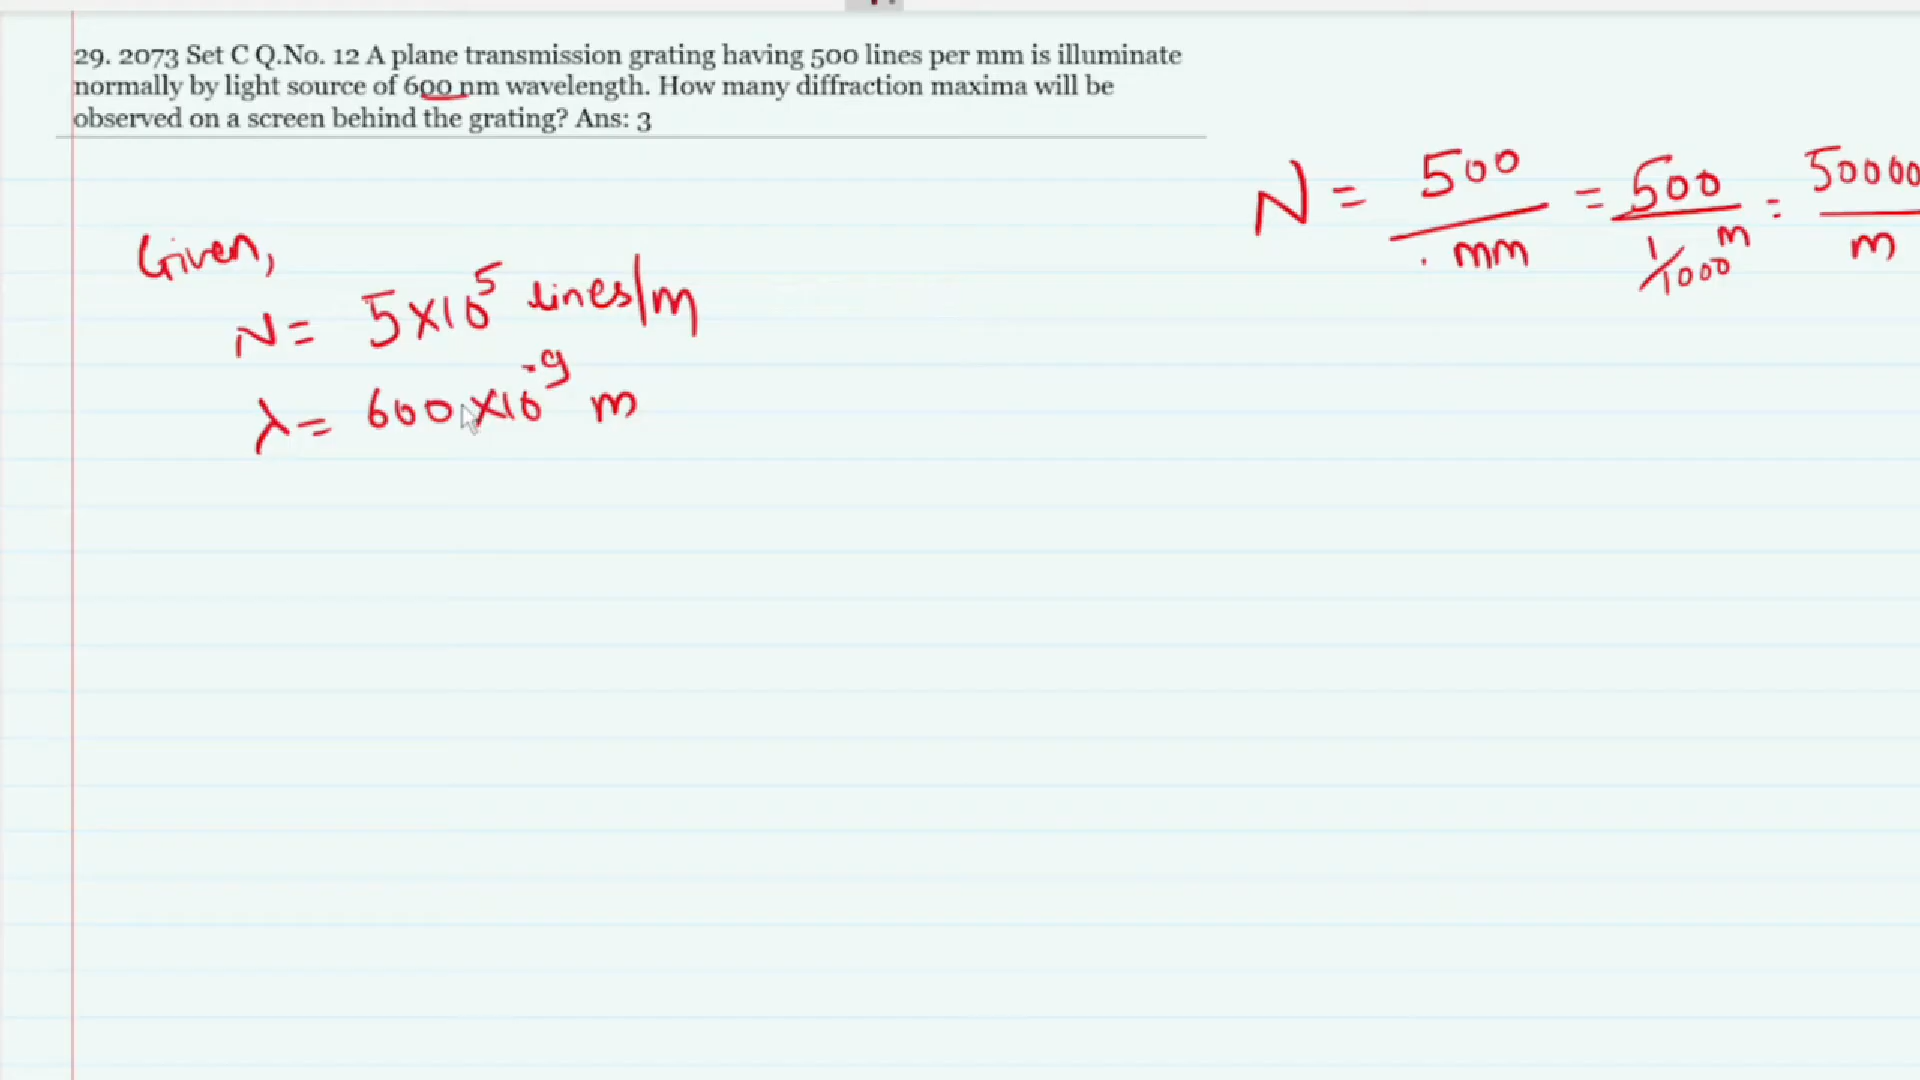 29. 2073 Set C Q.No. 12 A plane transmission grating having 500 lines per mm is illuminate
normally by light source of 600 nm wavelength. How many diffraction maxima will be
observed on a screen behind the grating? Ans: 3
N = 500/mm = 500/(1/1000 m) = 50000/m
Given,
N = 5×10⁵ lines/m
λ = 600×10⁻⁹ m